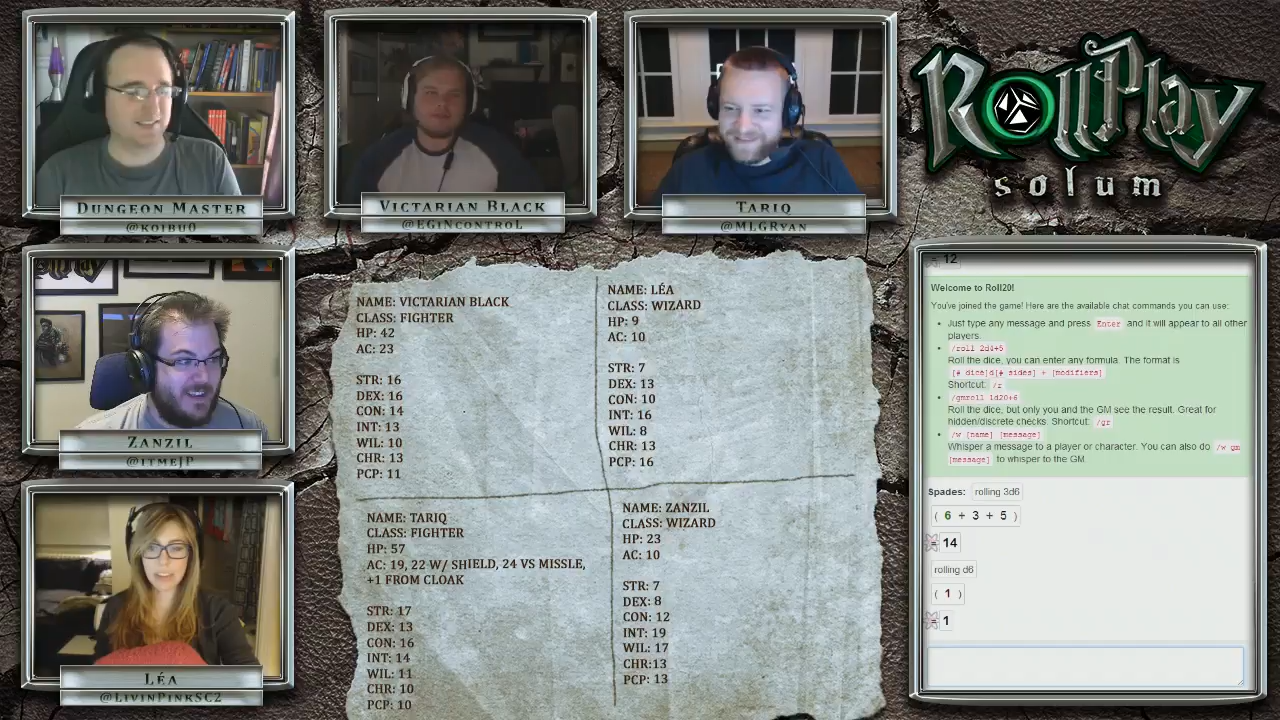 DUNGEON MASTER
@KOIBU0
VICTARIAN BLACK
@EGINCONTROL
TARIQ
@MLGRYAN
ROLLPLAY
solum
ZANZIL
@ITMEJP
LÉA
@LIVINPINKSC2
NAME: VICTARIAN BLACK
CLASS: FIGHTER
HP: 42
AC: 23
STR: 16
DEX: 16
CON: 14
INT: 13
WIL: 10
CHR: 13
PCP: 11
NAME: LÉA
CLASS: WIZARD
HP: 9
AC: 10
STR: 7
DEX: 13
CON: 10
INT: 16
WIL: 8
CHR: 13
PCP: 16
NAME: TARIQ
CLASS: FIGHTER
HP: 57
AC: 19, 22 W/ SHIELD, 24 VS MISSLE,
+1 FROM CLOAK
STR: 17
DEX: 13
CON: 16
INT: 14
WIL: 11
CHR: 10
PCP: 10
NAME: ZANZIL
CLASS: WIZARD
HP: 23
AC: 10
STR: 7
DEX: 8
CON: 12
INT: 19
WIL: 17
CHR:13
PCP: 13
= 12
Welcome to Roll20!
You've joined the game! Here are the available chat commands you can use:
• Just type any message and press Enter and it will appear to all other
players.
• /roll 2d4+5
Roll the dice, you can enter any formula. The format is
[# dice]d[# sides] + [modifiers]
Shortcut: /r
• /gmroll 1d20+6
Roll the dice, but only you and the GM see the result. Great for
hidden/discrete checks. Shortcut: /gr
• /w [name] [message]
Whisper a message to a player or character. You can also do /w gm
[message] to whisper to the GM.
Spades: rolling 3d6
( 6 + 3 + 5 )
= 14
rolling d6
( 1 )
= 1